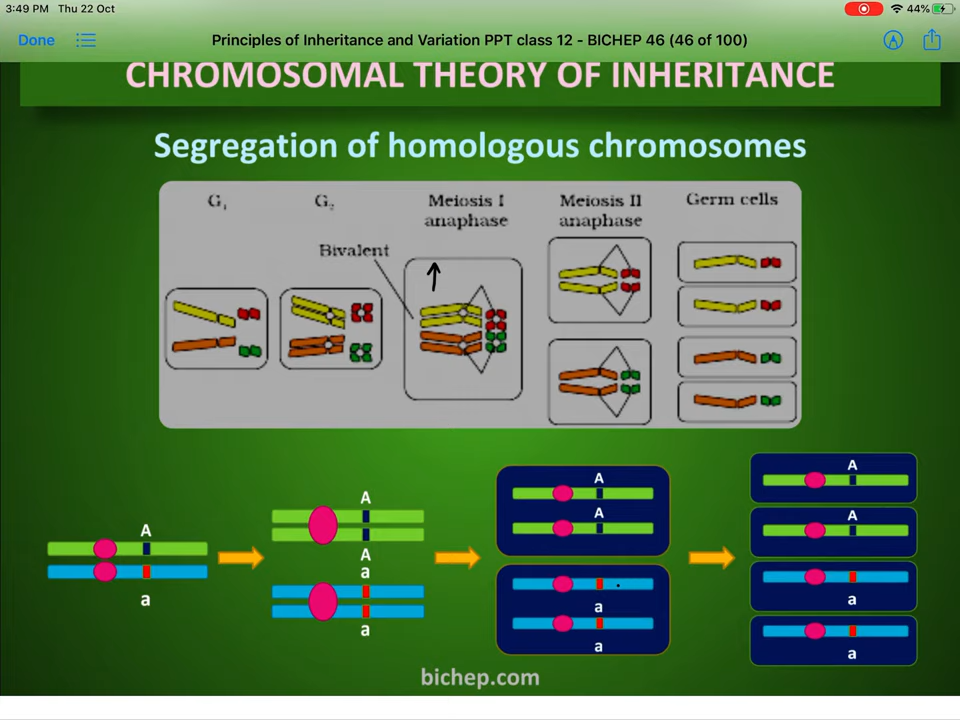 3:49 PM Thu 22 Oct
44%
Done
Principles of Inheritance and Variation PPT class 12 - BICHEP 46 (46 of 100)
CHROMOSOMAL THEORY OF INHERITANCE
Segregation of homologous chromosomes
G₁ G₂ Meiosis I Meiosis II Germ cells
anaphase anaphase
Bivalent
A
a
A
A
a
a
A
A
a
a
A
A
a
a
bichep.com